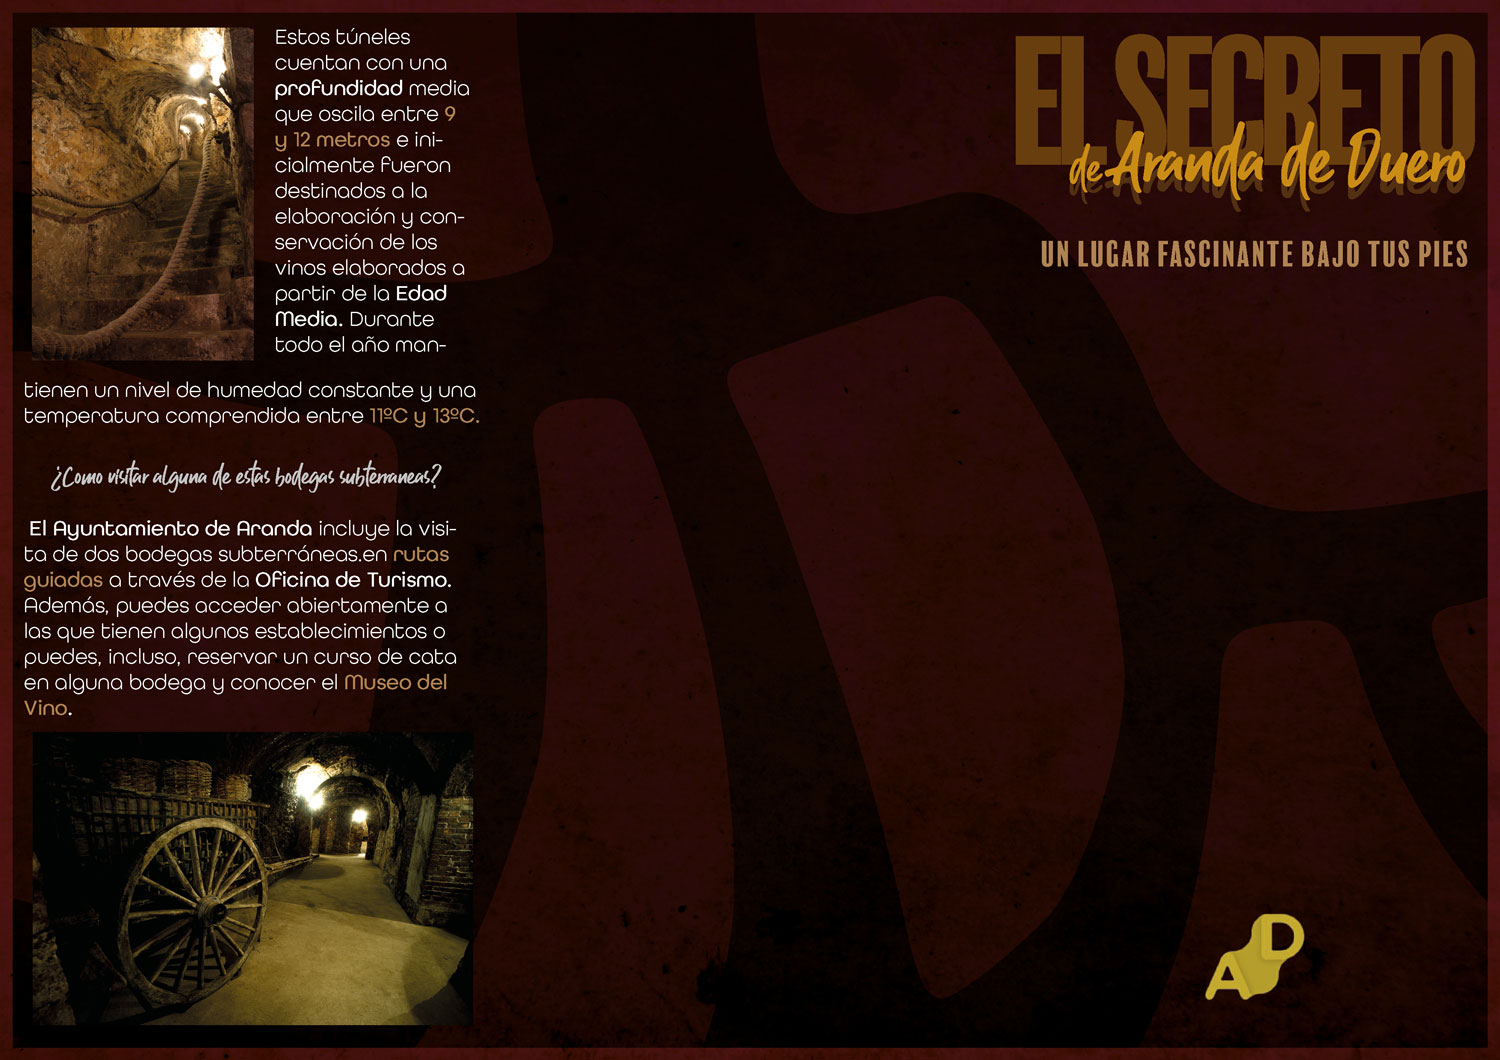 Estos túneles
cuentan con una
profundidad media
que oscila entre 9
y 12 metros e ini-
cialmente fueron
destinados a la
elaboración y con-
servación de los
vinos elaborados a
partir de la Edad
Media. Durante
todo el año man-
tienen un nivel de humedad constante y una
temperatura comprendida entre 11ºC y 13ºC.
¿Como visitar alguna de estas bodegas subterraneas?
El Ayuntamiento de Aranda incluye la visi-
ta de dos bodegas subterráneas.en rutas
guiadas a través de la Oficina de Turismo.
Además, puedes acceder abiertamente a
las que tienen algunos establecimientos o
puedes, incluso, reservar un curso de cata
en alguna bodega y conocer el Museo del
Vino.
EL SECRETO
de Aranda de Duero
UN LUGAR FASCINANTE BAJO TUS PIES
AD